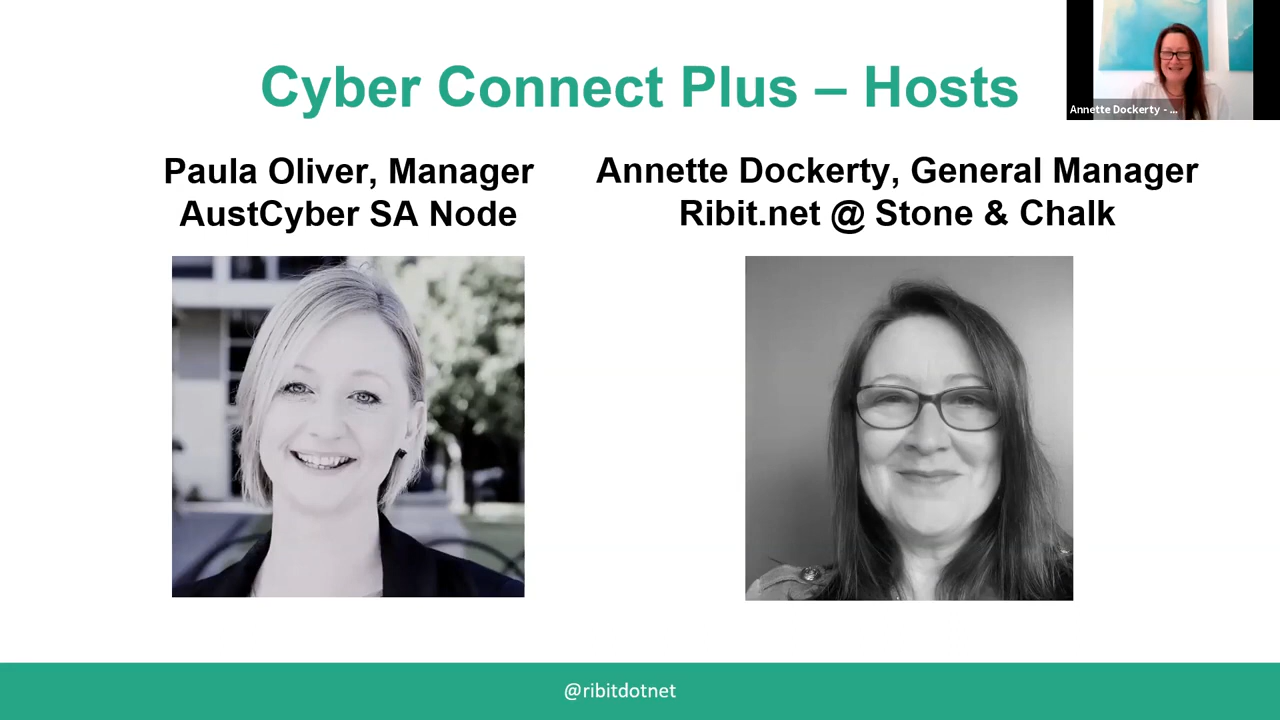 Cyber Connect Plus – Hosts
Annette Dockerty - ...
Paula Oliver, Manager
AustCyber SA Node
Annette Dockerty, General Manager
Ribit.net @ Stone & Chalk
@ribitdotnet